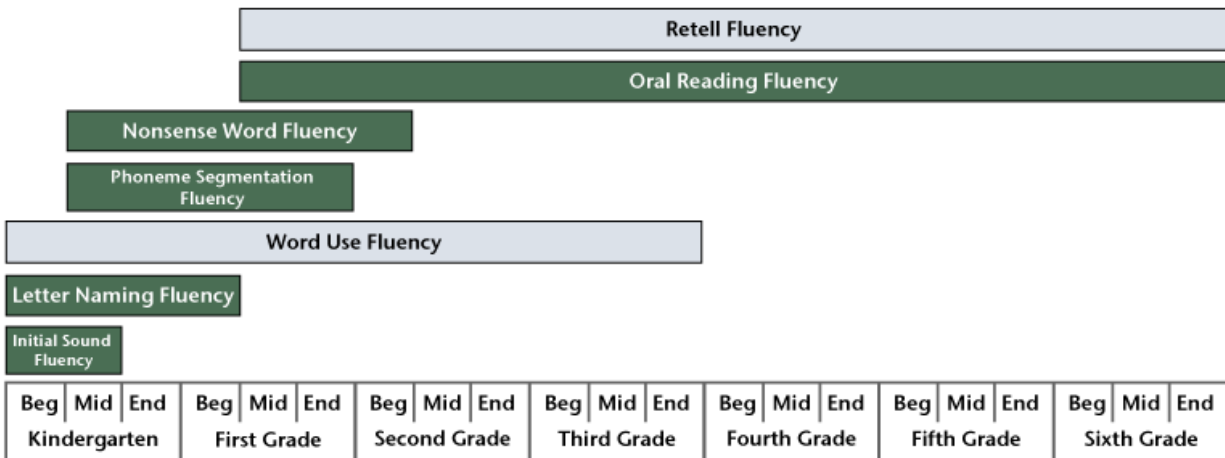 Retell Fluency
Oral Reading Fluency
Nonsense Word Fluency
Phoneme Segmentation
Fluency
Word Use Fluency
Letter Naming Fluency
Initial Sound
Fluency
Beg Mid End Beg Mid End Beg Mid End Beg Mid End Beg Mid End Beg Mid End Beg Mid End
Kindergarten First Grade Second Grade Third Grade Fourth Grade Fifth Grade Sixth Grade